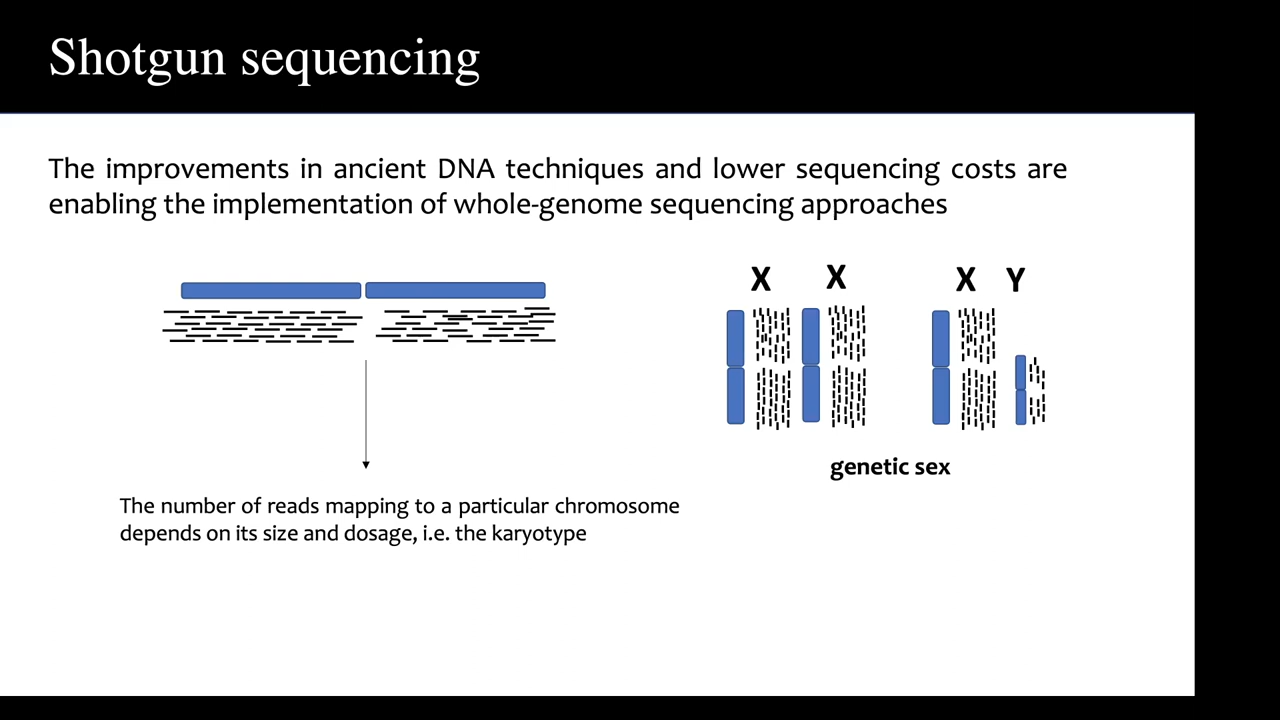 Shotgun sequencing
The improvements in ancient DNA techniques and lower sequencing costs are
enabling the implementation of whole-genome sequencing approaches
X X X Y
genetic sex
The number of reads mapping to a particular chromosome
depends on its size and dosage, i.e. the karyotype